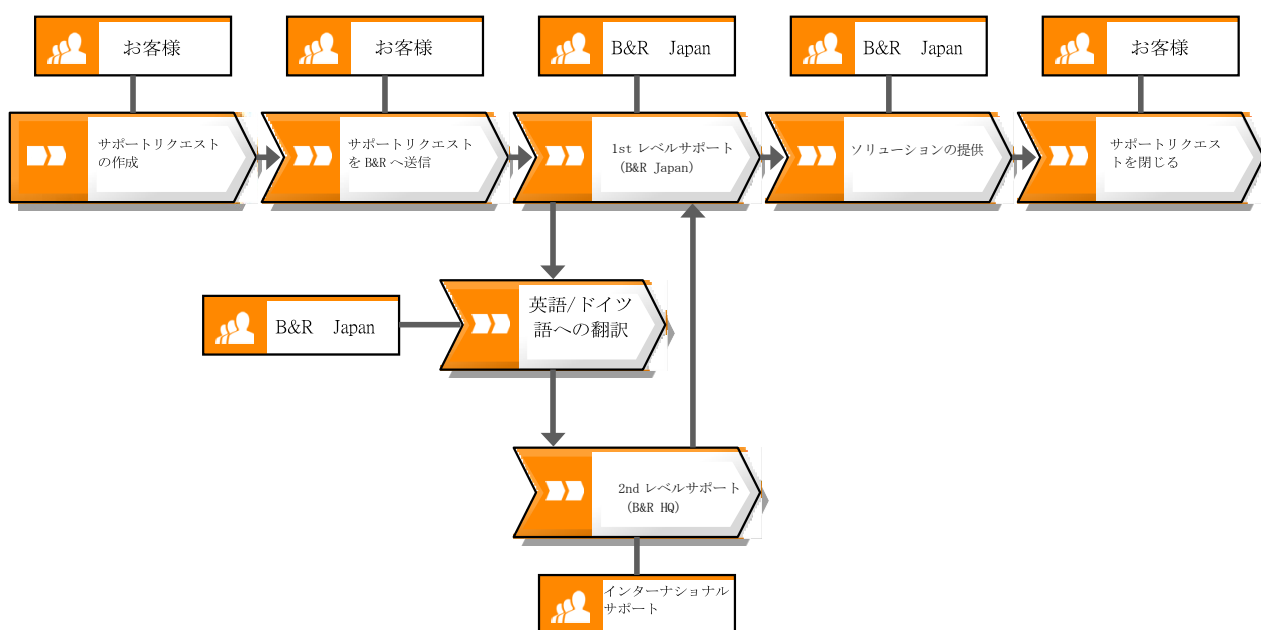 お客様
お客様
B&R Japan
B&R Japan
お客様
サポートリクエスト
の作成
サポートリクエスト
を B&R へ送信
1st レベルサポート
(B&R Japan)
ソリューションの提供
サポートリクエス
トを閉じる
B&R Japan
英語/ドイツ
語への翻訳
2nd レベルサポート
(B&R HQ)
インターナショナル
サポート